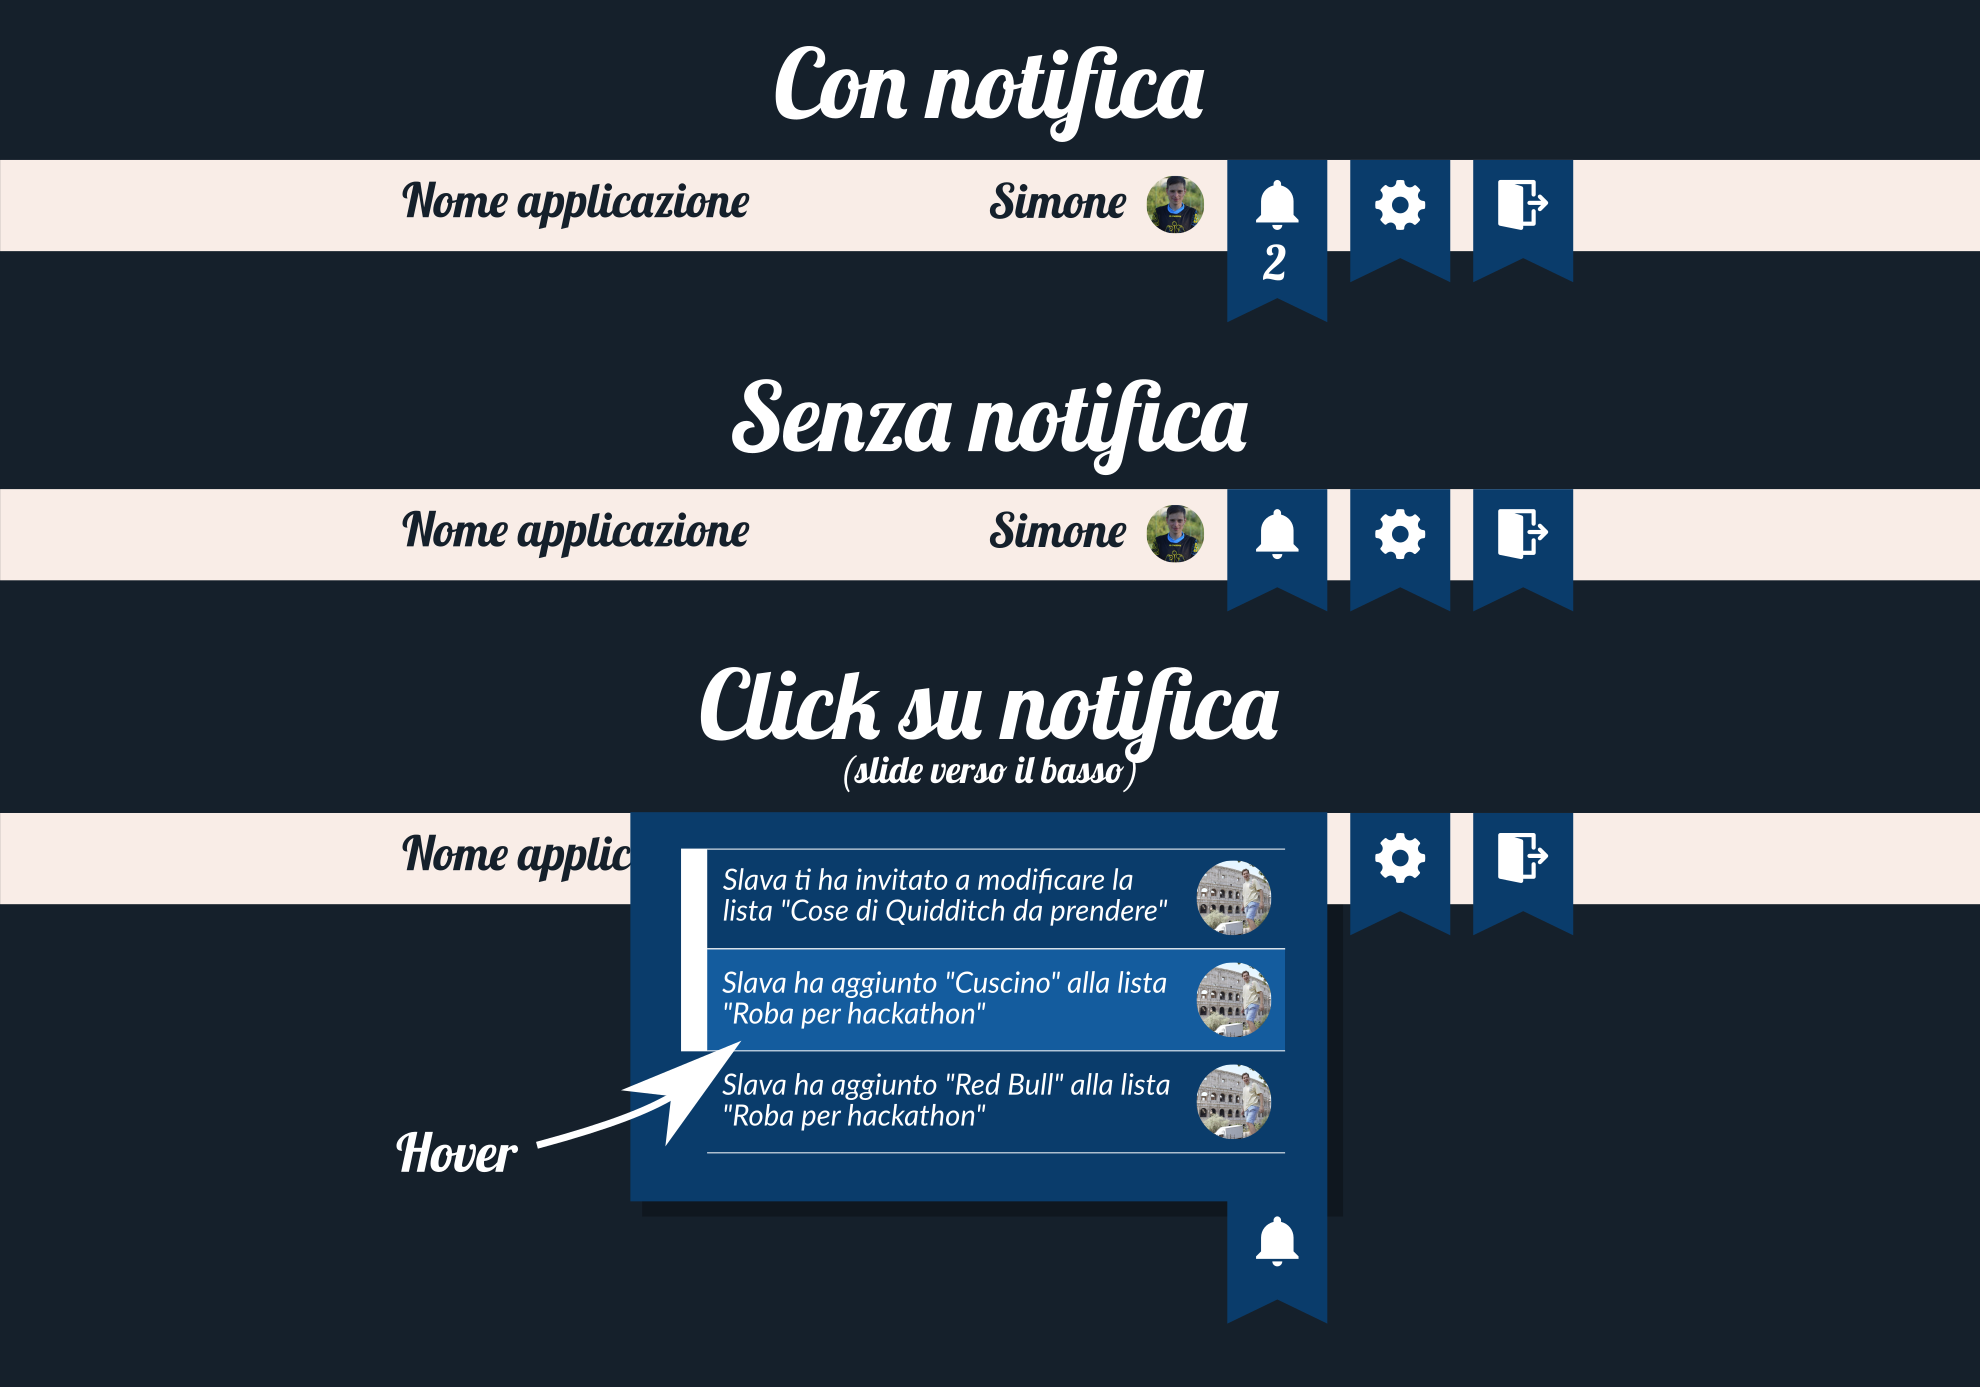 Con notifica
Nome applicazione
Simone
2
Senza notifica
Nome applicazione
Simone
Click su notifica
(slide verso il basso)
Nome applic
Slava ti ha invitato a modificare la
lista "Cose di Quidditch da prendere"
Slava ha aggiunto "Cuscino" alla lista
"Roba per hackathon"
Slava ha aggiunto "Red Bull" alla lista
"Roba per hackathon"
Hover